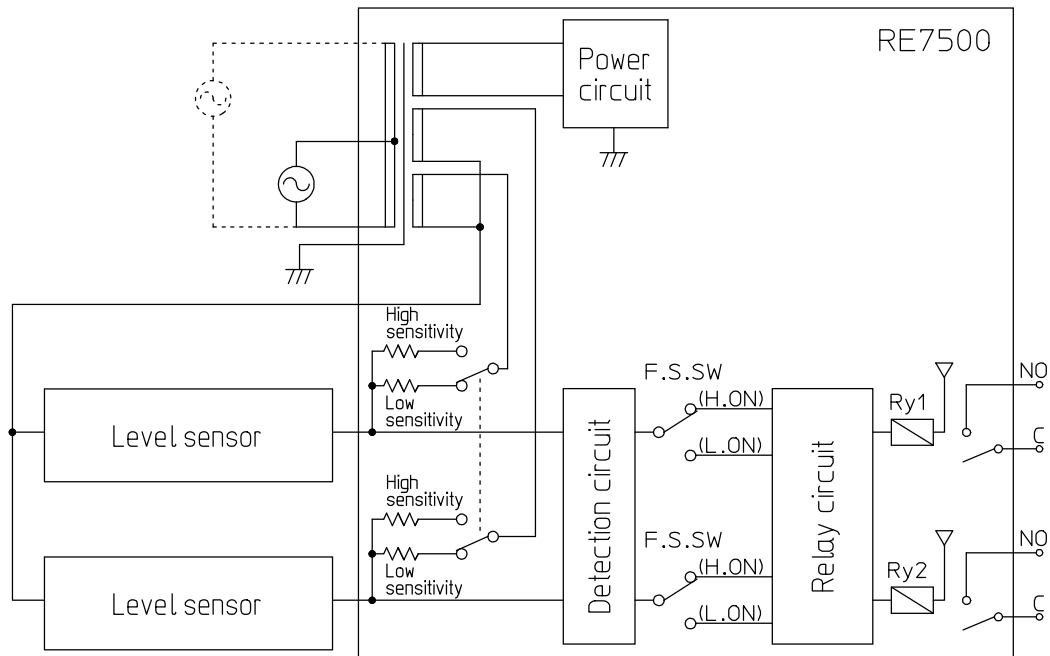 RE7500
Power
circuit
High
sensitivity
Low
sensitivity
Level sensor
F.S.SW
(H.ON)
(L.ON)
Ry1
NO
C
High
sensitivity
Low
sensitivity
Level sensor
Detection circuit
F.S.SW
(H.ON)
(L.ON)
Relay circuit
Ry2
NO
C